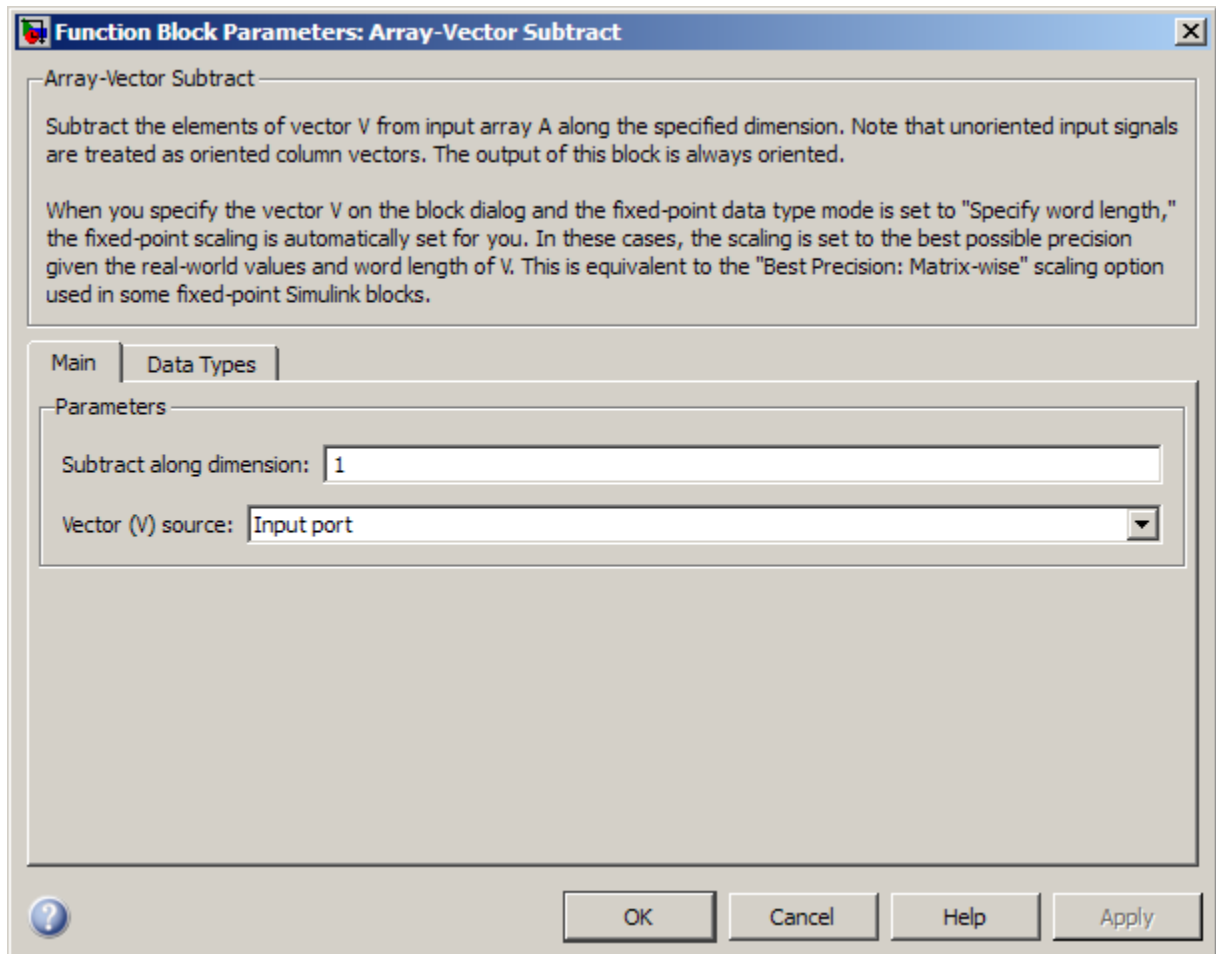 Function Block Parameters: Array-Vector Subtract
Array-Vector Subtract
Subtract the elements of vector V from input array A along the specified dimension. Note that unoriented input signals
are treated as oriented column vectors. The output of this block is always oriented.
When you specify the vector V on the block dialog and the fixed-point data type mode is set to "Specify word length,"
the fixed-point scaling is automatically set for you. In these cases, the scaling is set to the best possible precision
given the real-world values and word length of V. This is equivalent to the "Best Precision: Matrix-wise" scaling option
used in some fixed-point Simulink blocks.
Main Data Types
Parameters
Subtract along dimension: 1
Vector (V) source: Input port
OK Cancel Help Apply